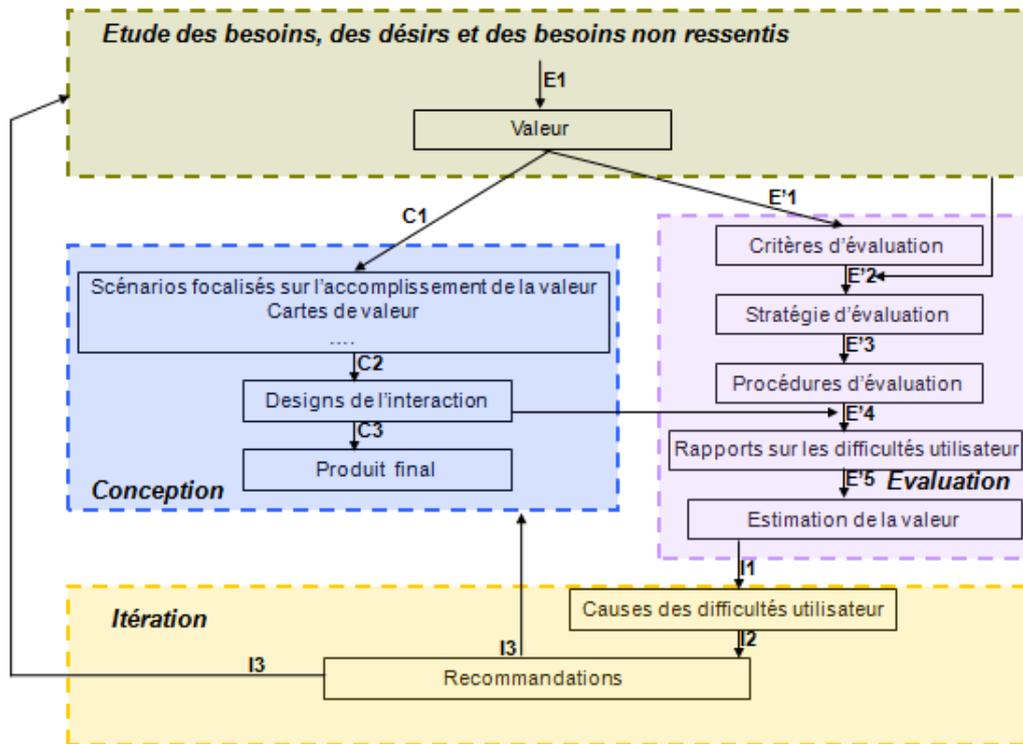 Etude des besoins, des désirs et des besoins non ressentis
E1
Valeur
C1
E'1
Critères d'évaluation
E'2
Stratégie d'évaluation
E'3
Procédures d'évaluation
E'4
Rapports sur les difficultés utilisateur
E'5
Evaluation
Estimation de la valeur
Scénarios focalisés sur l'accomplissement de la valeur
Cartes de valeur
....
C2
Designs de l'interaction
C3
Produit final
Conception
I1
Causes des difficultés utilisateur
Itération
I2
I3
I3
Recommandations